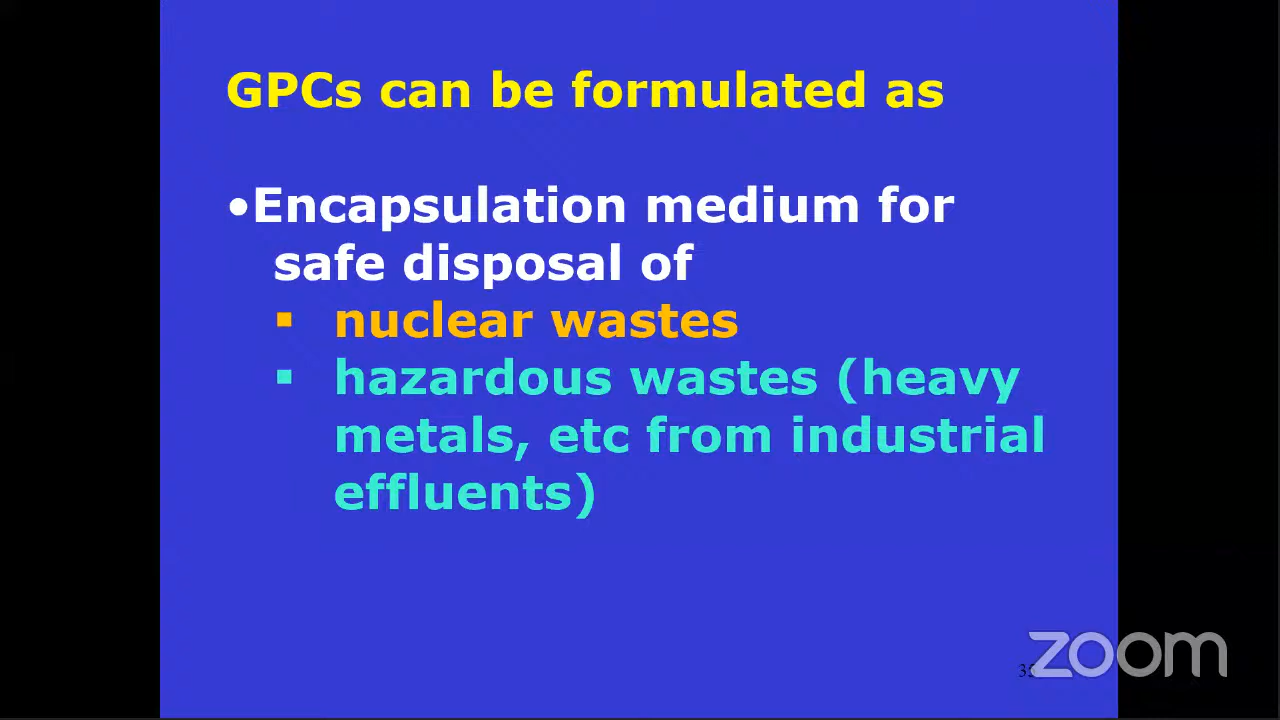 GPCs can be formulated as
•Encapsulation medium for
safe disposal of
▪ nuclear wastes
▪ hazardous wastes (heavy
metals, etc from industrial
effluents)
zoom